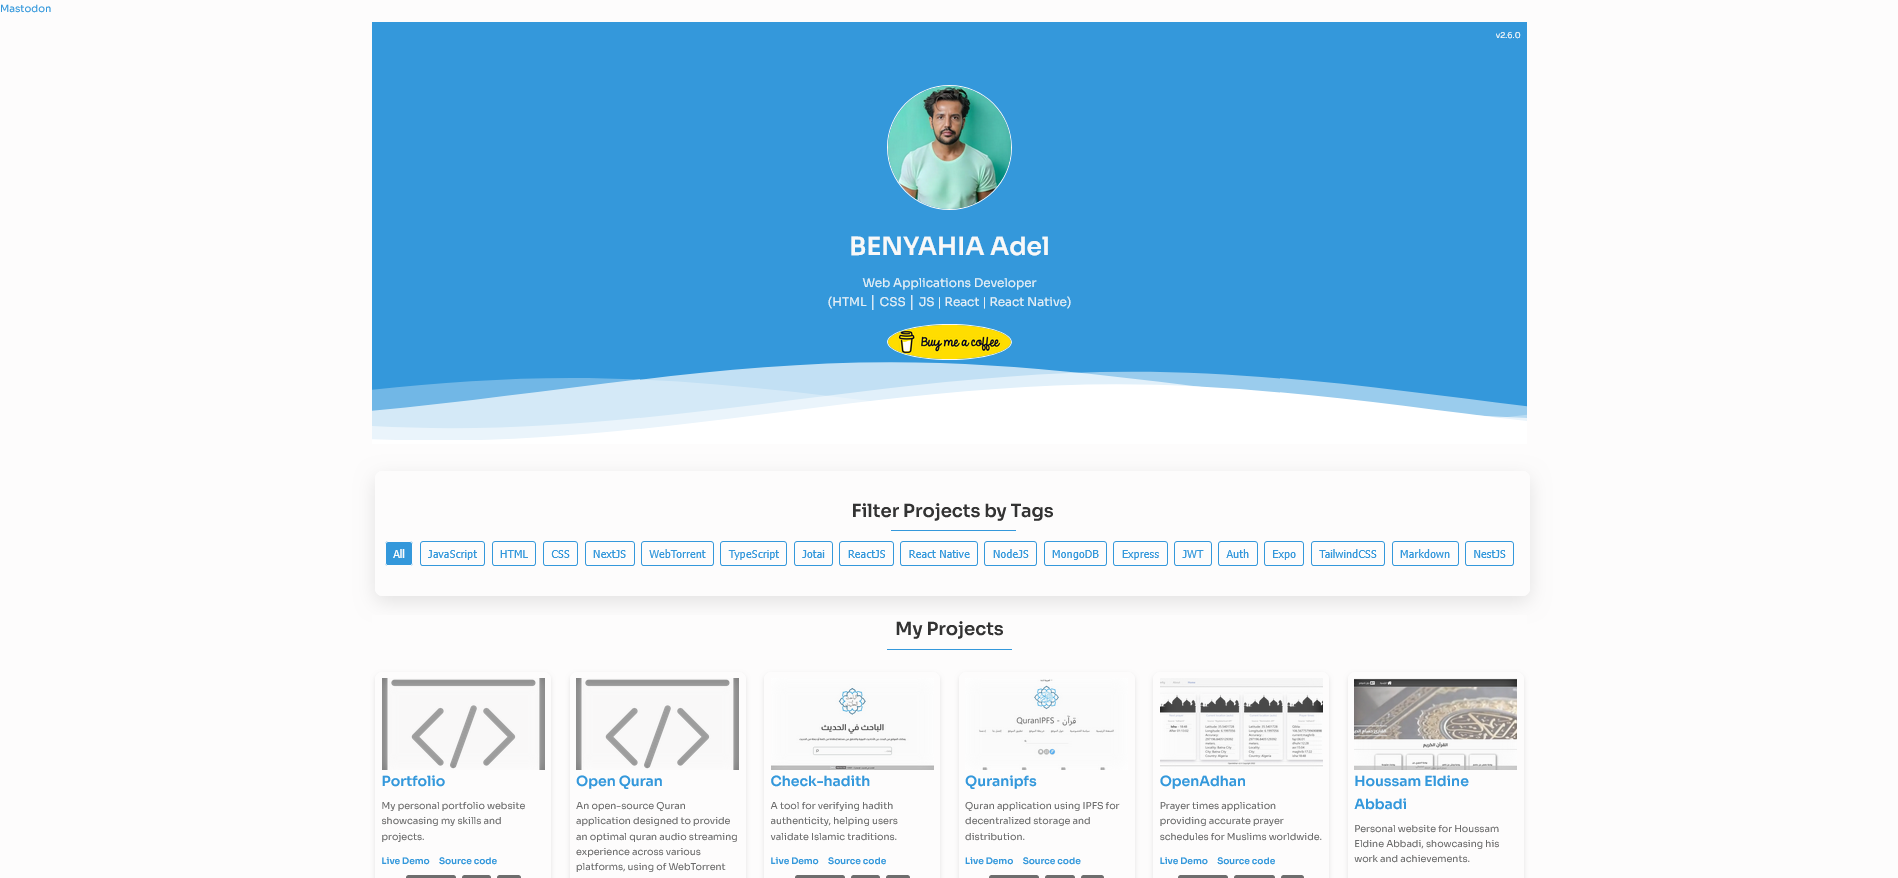 Mastodon
v2.6.0
BENYAHIA Adel
Web Applications Developer
(HTML | CSS | JS | React | React Native)
Buy me a coffee
Filter Projects by Tags
All JavaScript HTML CSS NextJS WebTorrent TypeScript Jotai ReactJS React Native NodeJS MongoDB Express JWT Auth Expo TailwindCSS Markdown NestJS
My Projects
Portfolio
My personal portfolio website
showcasing my skills and
projects.
Live Demo Source code
Open Quran
An open-source Quran
application designed to provide
an optimal quran audio streaming
experience across various
platforms, using of WebTorrent
الباحث في الحديث
Check-hadith
A tool for verifying hadith
authenticity, helping users
validate Islamic traditions.
Live Demo Source code
QuranIPFS - قرآن
Quranipfs
Quran application using IPFS for
decentralized storage and
distribution.
Live Demo Source code
OpenAdhan
Prayer times application
providing accurate prayer
schedules for Muslims worldwide.
Live Demo Source code
القرآن الكريم
Houssam Eldine
Abbadi
Personal website for Houssam
Eldine Abbadi, showcasing his
work and achievements.